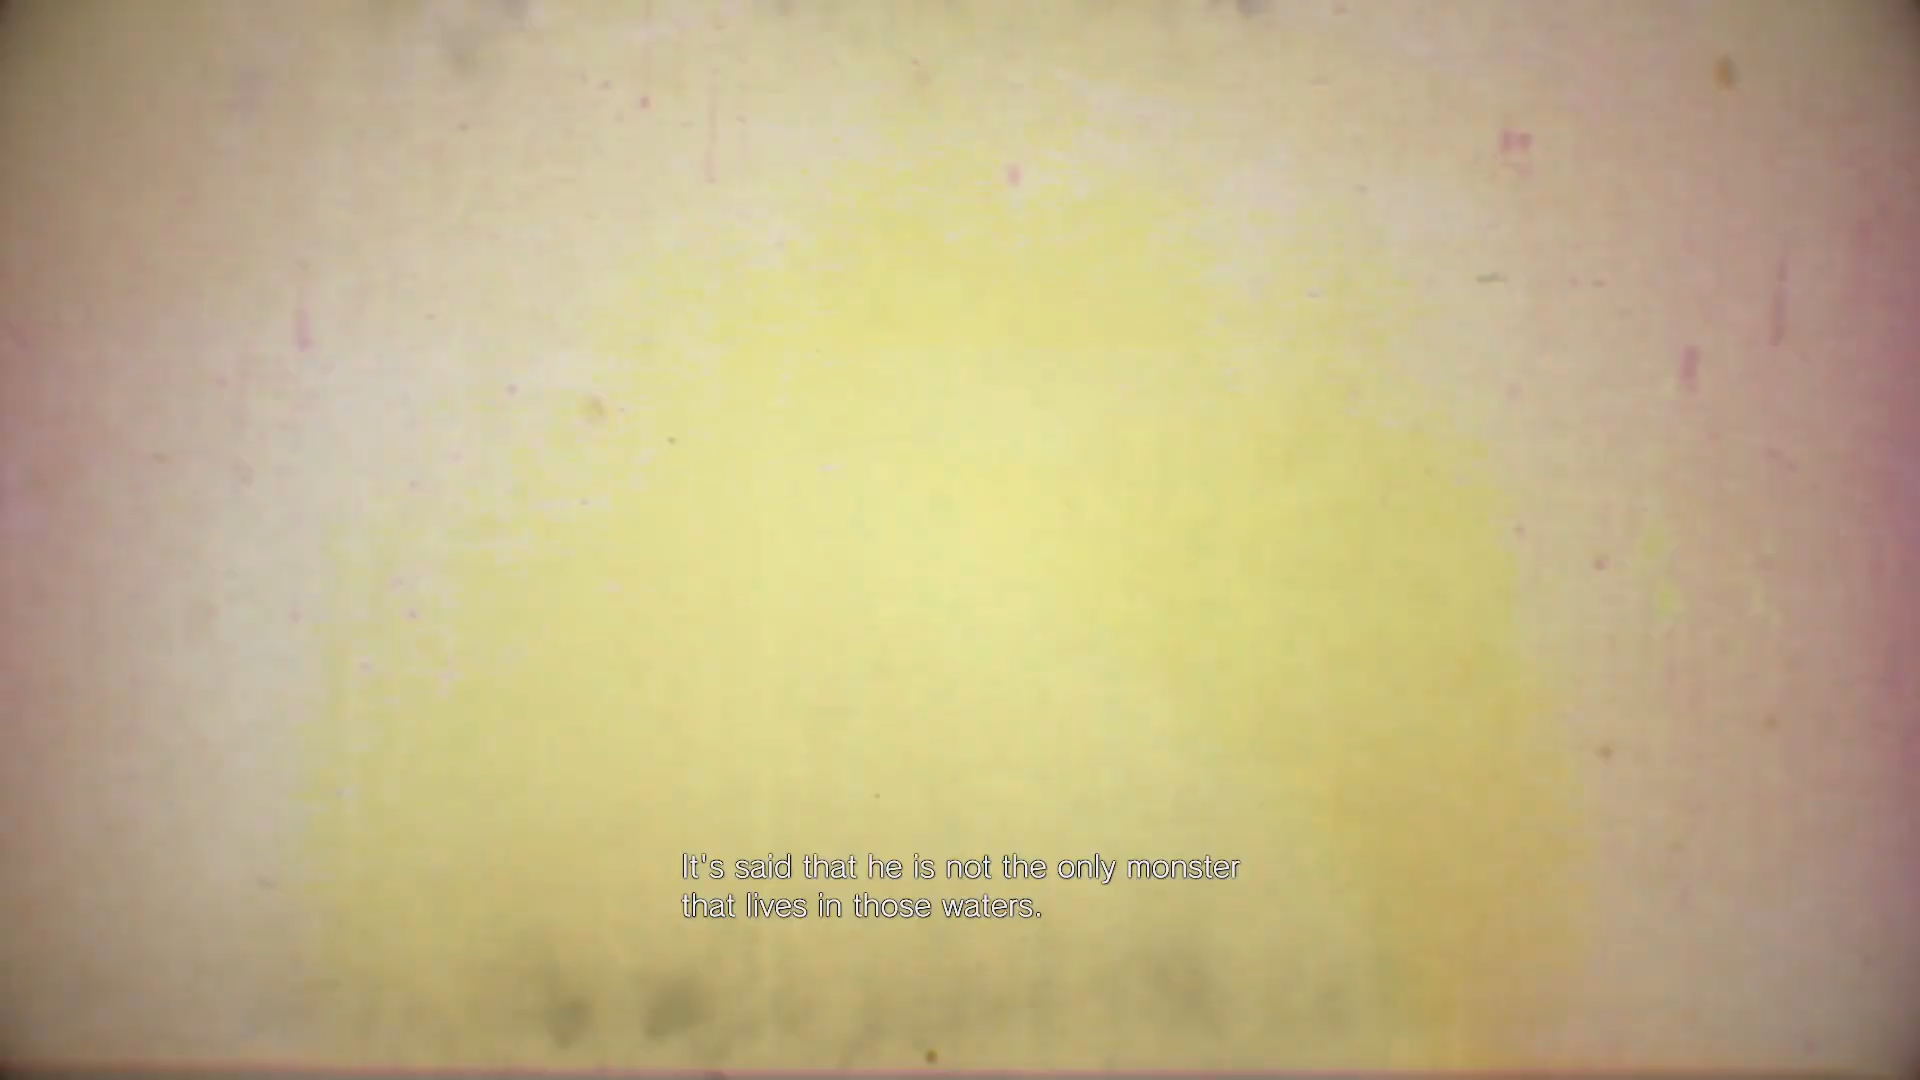 It's said that he is not the only monster
that lives in those waters.